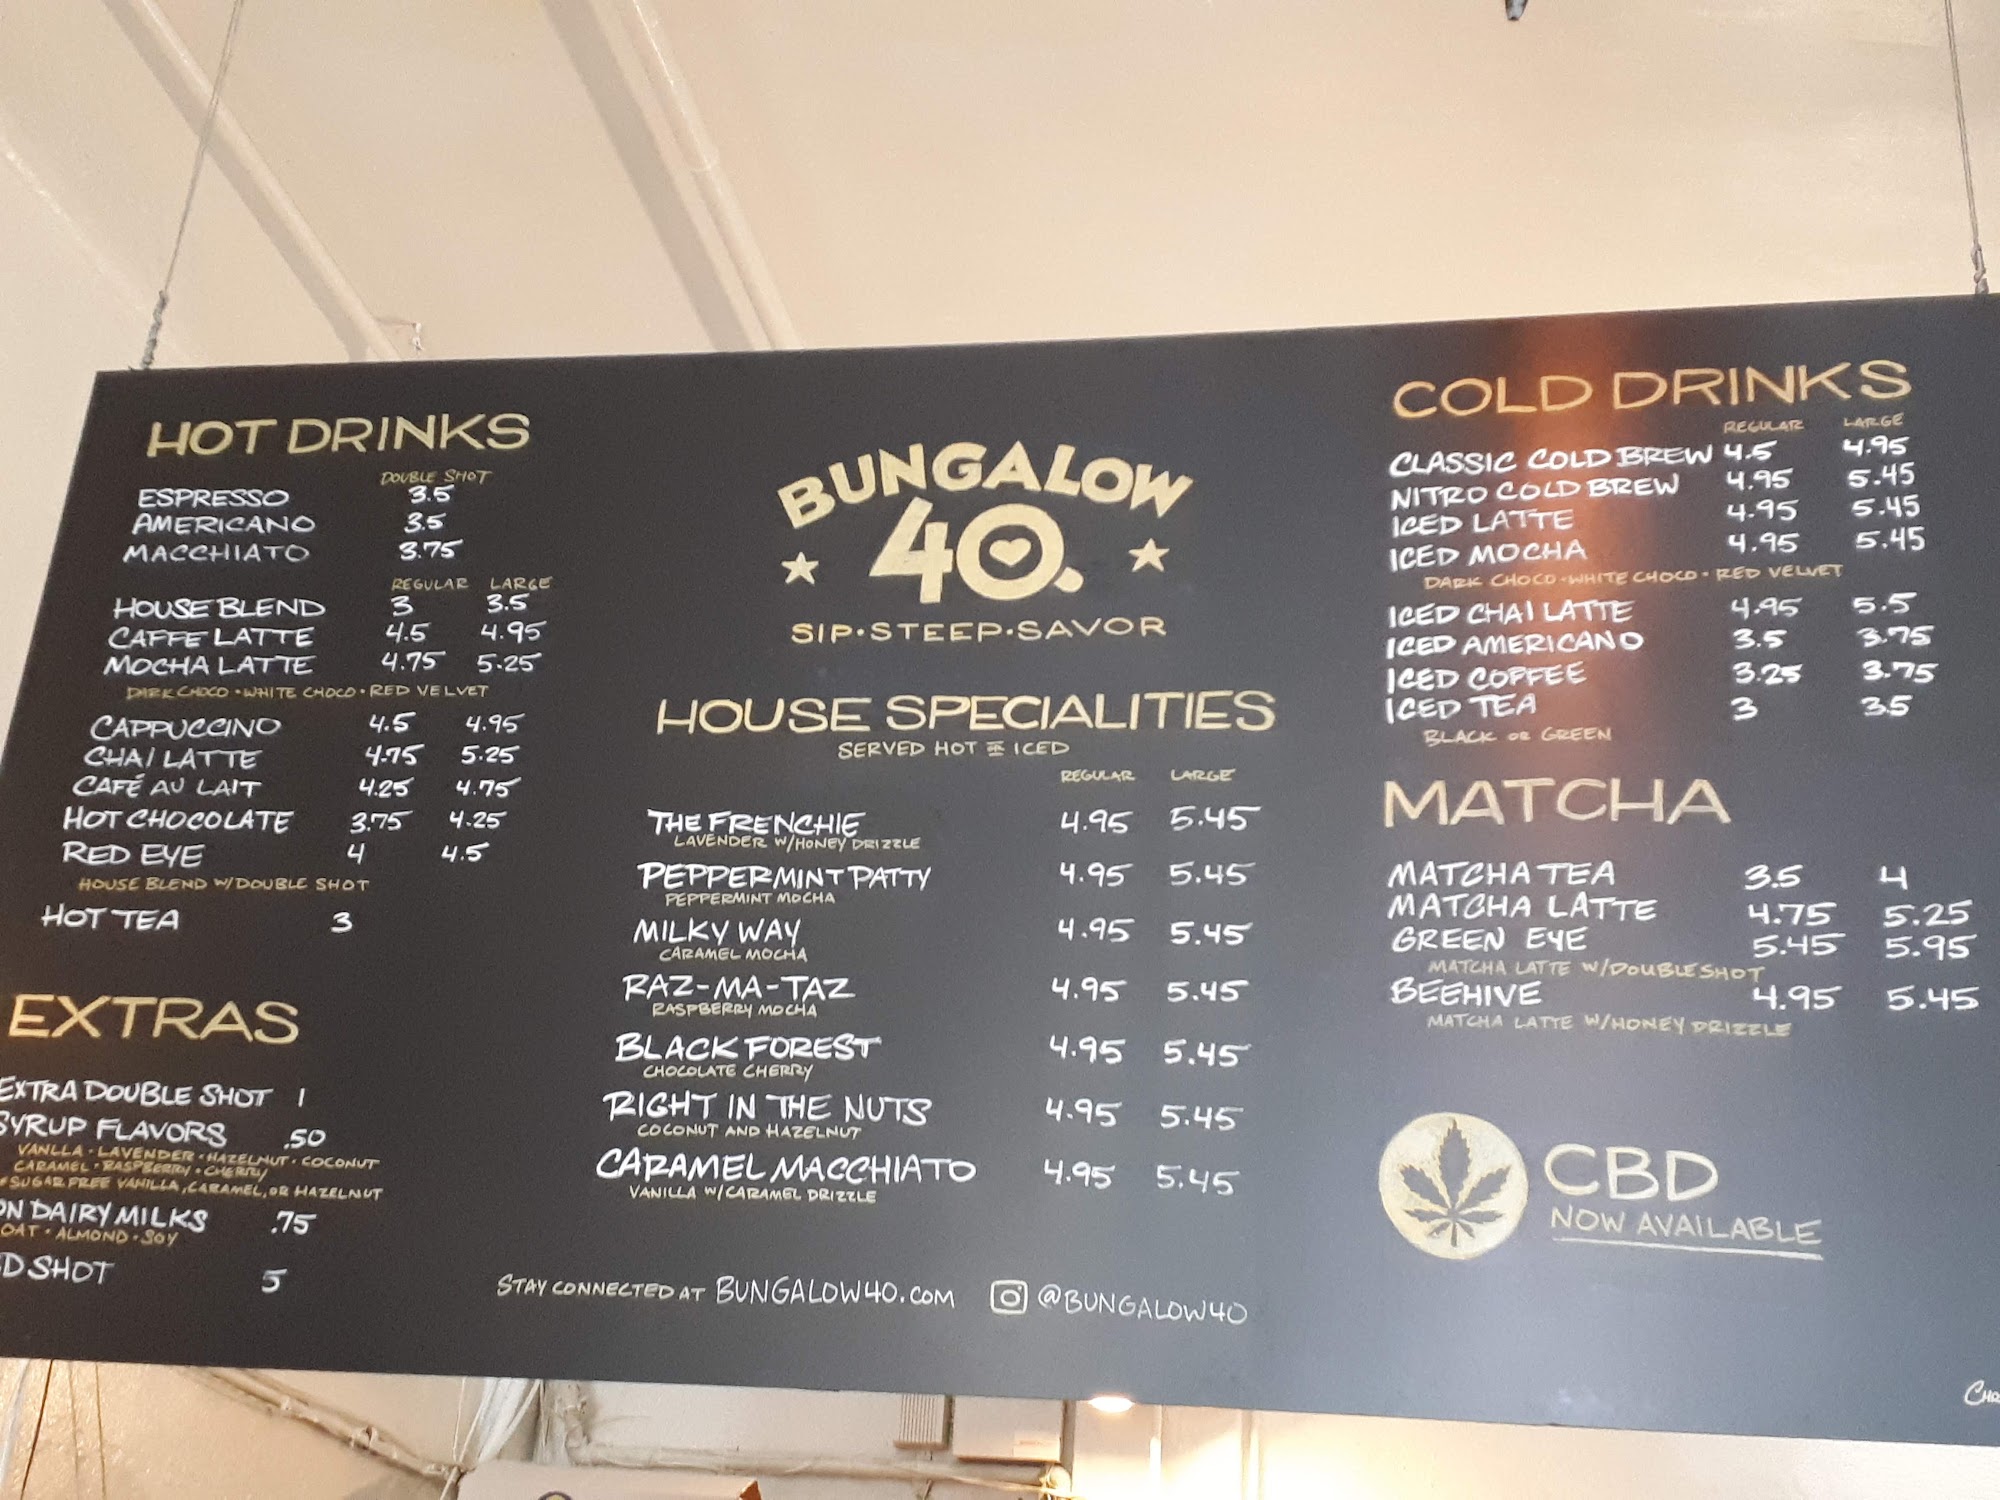 HOT DRINKS
DOUBLE SHOT
ESPRESSO 3.5
AMERICANO 3.5
MACCHIATO 3.75
REGULAR LARGE
HOUSE BLEND 3 3.5
CAFFE LATTE 4.5 4.95
MOCHA LATTE 4.75 5.25
DARK CHOCO • WHITE CHOCO • RED VELVET
CAPPUCCINO 4.5 4.95
CHAI LATTE 4.75 5.25
CAFÉ AU LAIT 4.25 4.75
HOT CHOCOLATE 3.75 4.25
RED EYE 4 4.5
HOUSE BLEND W/DOUBLE SHOT
HOT TEA 3
EXTRAS
EXTRA DOUBLE SHOT 1
SYRUP FLAVORS .50
VANLLA • LAVENDER • HAZELNUT • COCONUT
CARAMEL • RASPBERRY • CHERRY
*SUGAR FREE VANILLA, CARAMEL, OR HAZELNUT
ON DAIRY MILKS .75
OAT • ALMOND • SOY
D SHOT 5
BUNGALOW
40
SIP • STEEP • SAVOR
HOUSE SPECIALITIES
SERVED HOT OR ICED
REGULAR LARGE
THE FRENCHIE 4.95 5.45
LAVENDER W/HONEY DRIZZLE
PEPPERMINT PATTY 4.95 5.45
PEPPERMINT MOCHA
MILKY WAY 4.95 5.45
CARAMEL MOCHA
RAZ-MA-TAZ 4.95 5.45
RASPBERRY MOCHA
BLACK FOREST 4.95 5.45
CHOCOLATE CHERRY
RIGHT IN THE NUTS 4.95 5.45
COCONUT AND HAZELNUT
CARAMEL MACCHIATO 4.95 5.45
VANILLA W/CARAMEL DRIZZLE
STAY CONNECTED AT BUNGALOW40.COM @BUNGALOW40
COLD DRINKS
REGULAR LARGE
CLASSIC COLD BREW 4.5 4.95
NITRO COLD BREW 4.95 5.45
ICED LATTE 4.95 5.45
ICED MOCHA 4.95 5.45
DARK CHOCO • WHITE CHOCO • RED VELVET
ICED CHAI LATTE 4.95 5.5
ICED AMERICANO 3.5 3.75
ICED COFFEE 3.25 3.75
ICED TEA 3 3.5
BLACK OR GREEN
MATCHA
MATCHA TEA 3.5 4
MATCHA LATTE 4.75 5.25
GREEN EYE 5.45 5.95
MATCHA LATTE W/DOUBLE SHOT
BEEHIVE 4.95 5.45
MATCHA LATTE W/HONEY DRIZZLE
CBD
NOW AVAILABLE